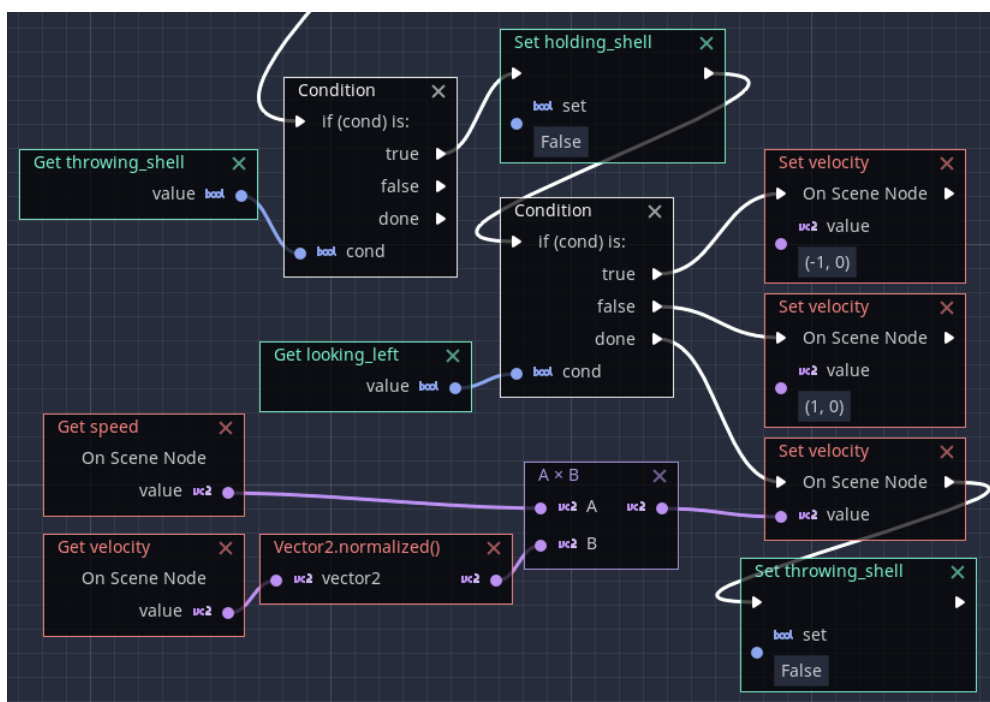 Set holding_shell
bool set
False
Condition
if (cond) is:
true
false
done
bool cond
Get throwing_shell
value bool
Condition
if (cond) is:
true
false
done
bool cond
Set velocity
On Scene Node
vc2 value
(-1, 0)
Set velocity
On Scene Node
vc2 value
(1, 0)
Get looking_left
value bool
Get speed
On Scene Node
value vc2
A × B
vc2 A vc2
vc2 B
Set velocity
On Scene Node
vc2 value
Get velocity
On Scene Node
value vc2
Vector2.normalized()
vc2 vector2 vc2
Set throwing_shell
bool set
False